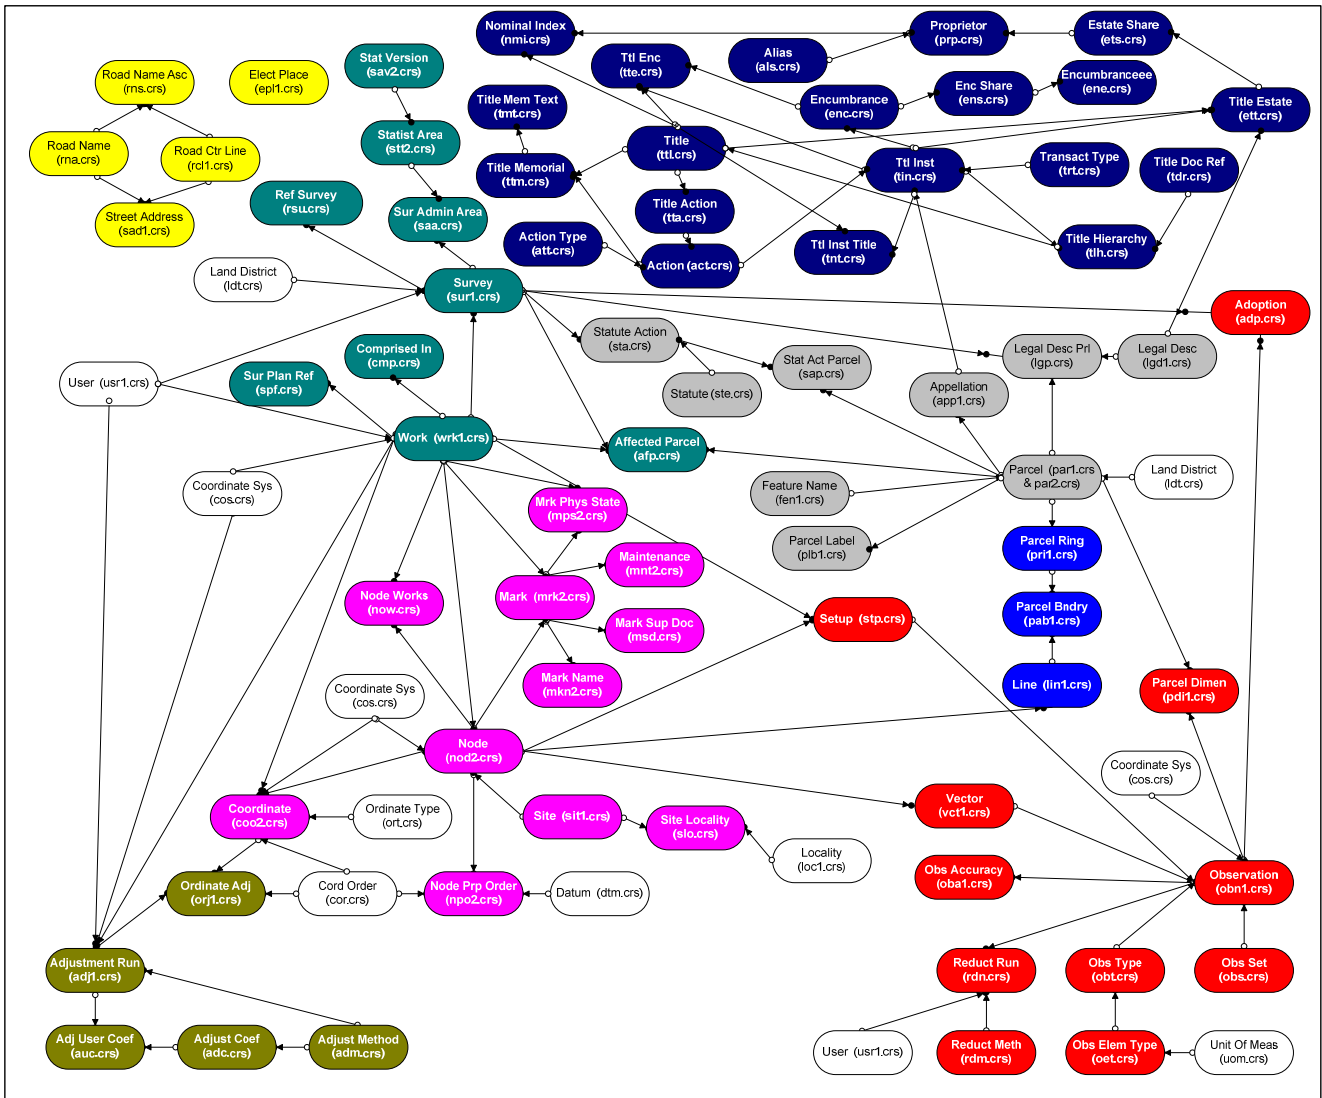 Nominal Index
(nmi.crs)
Proprietor
(prp.crs)
Estate Share
(ets.crs)
Alias
(als.crs)
Stat Version
(sav2.crs)
Ttl Enc
(tte.crs)
Road Name Asc
(rns.crs)
Elect Place
(epl1.crs)
Encumbranceee
(ene.crs)
Enc Share
(ens.crs)
Title Mem Text
(tmt.crs)
Encumbrance
(enc.crs)
Title Estate
(ett.crs)
Statist Area
(stt2.crs)
Title
(ttl.crs)
Road Name
(rna.crs)
Road Ctr Line
(rcl1.crs)
Title Memorial
(ttm.crs)
Ttl Inst
(tin.crs)
Transact Type
(trt.crs)
Title Doc Ref
(tdr.crs)
Ref Survey
(rsu.crs)
Street Address
(sad1.crs)
Sur Admin Area
(saa.crs)
Title Action
(tta.crs)
Action Type
(att.crs)
Ttl Inst Title
(tnt.crs)
Title Hierarchy
(tlh.crs)
Action (act.crs)
Land District
(ldt.crs)
Survey
(sur1.crs)
Adoption
(adp.crs)
Statute Action
(sta.crs)
Legal Desc Prl
(lgp.crs)
Legal Desc
(lgd1.crs)
Comprised In
(cmp.crs)
Stat Act Parcel
(sap.crs)
User (usr1.crs)
Sur Plan Ref
(spf.crs)
Statute (ste.crs)
Appellation
(app1.crs)
Work (wrk1.crs)
Affected Parcel
(afp.crs)
Coordinate Sys
(cos.crs)
Feature Name
(fen1.crs)
Parcel (par1.crs
& par2.crs)
Land District
(ldt.crs)
Mrk Phys State
(mps2.crs)
Parcel Label
(plb1.crs)
Parcel Ring
(pri1.crs)
Maintenance
(mnt2.crs)
Node Works
(now.crs)
Mark (mrk2.crs)
Parcel Bndry
(pab1.crs)
Mark Sup Doc
(msd.crs)
Setup (stp.crs)
Mark Name
(mkn2.crs)
Line (lin1.crs)
Parcel Dimen
(pdi1.crs)
Coordinate Sys
(cos.crs)
Node
(nod2.crs)
Coordinate Sys
(cos.crs)
Coordinate
(coo2.crs)
Ordinate Type
(ort.crs)
Site (sit1.crs)
Site Locality
(slo.crs)
Vector
(vct1.crs)
Locality
(loc1.crs)
Obs Accuracy
(oba1.crs)
Observation
(obn1.crs)
Ordinate Adj
(orj1.crs)
Cord Order
(cor.crs)
Node Prp Order
(npo2.crs)
Datum (dtm.crs)
Adjustment Run
(adj1.crs)
Reduct Run
(rdn.crs)
Obs Type
(obt.crs)
Obs Set
(obs.crs)
Adj User Coef
(auc.crs)
Adjust Coef
(adc.crs)
Adjust Method
(adm.crs)
User (usr1.crs)
Reduct Meth
(rdm.crs)
Obs Elem Type
(oet.crs)
Unit Of Meas
(uom.crs)